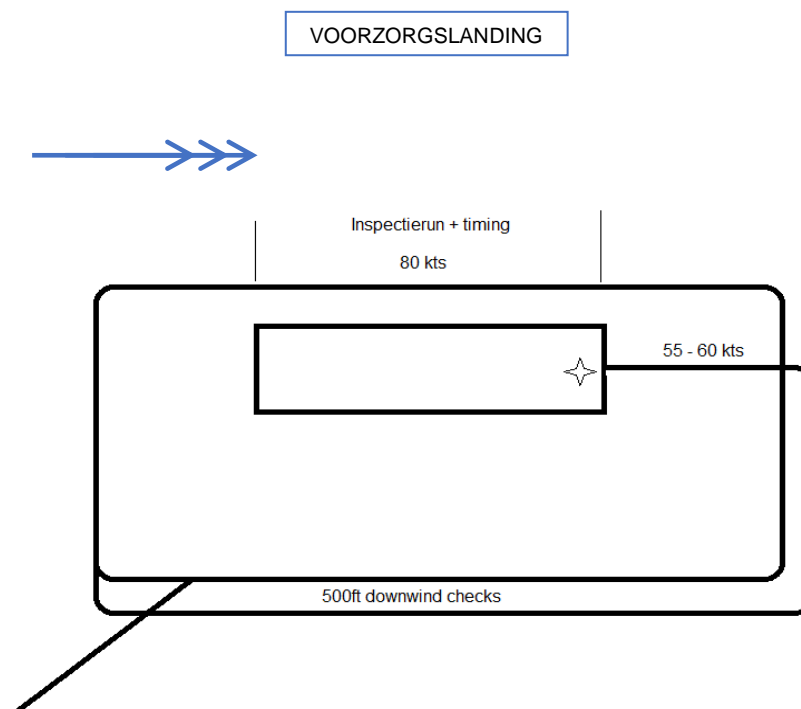 VOORZORGSLANDING
Inspectierun + timing
80 kts
55 - 60 kts
500ft downwind checks